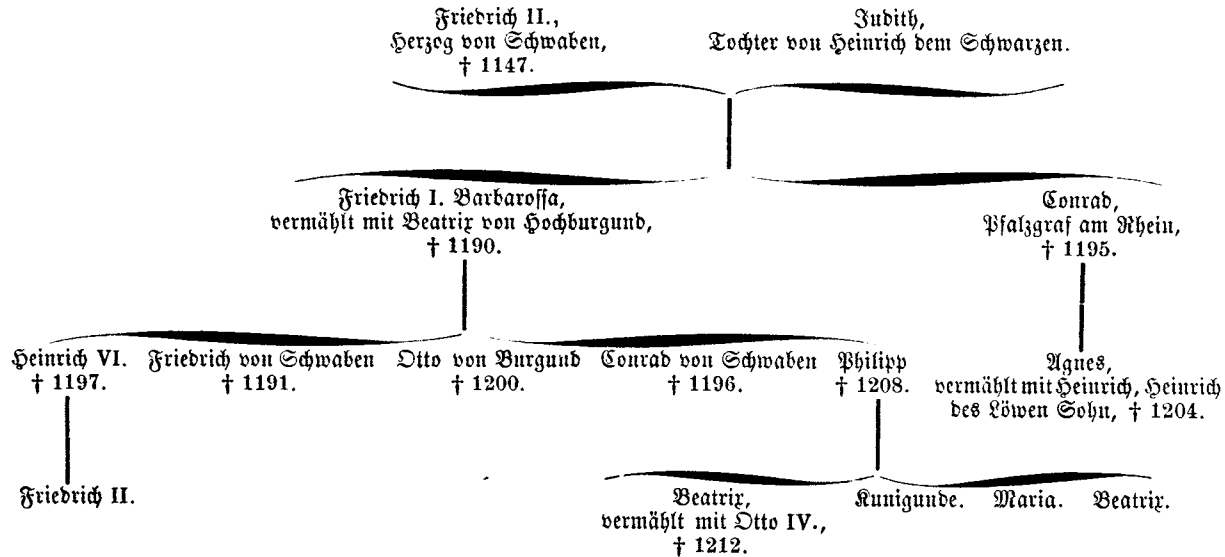 Friedrich II.,
Herzog von Schwaben,
† 1147.
Judith,
Tochter von Heinrich dem Schwarzen.
Friedrich I. Barbarossa,
vermählt mit Beatrix von Hochburgund,
† 1190.
Conrad,
Pfalzgraf am Rhein,
† 1195.
Heinrich VI.
† 1197.
Friedrich von Schwaben
† 1191.
Otto von Burgund
† 1200.
Conrad von Schwaben
† 1196.
Philipp
† 1208.
Agnes,
vermählt mit Heinrich, Heinrich
des Löwen Sohn, † 1204.
Friedrich II.
Beatrix,
vermählt mit Otto IV.,
† 1212.
Kunigunde.
Maria.
Beatrix.